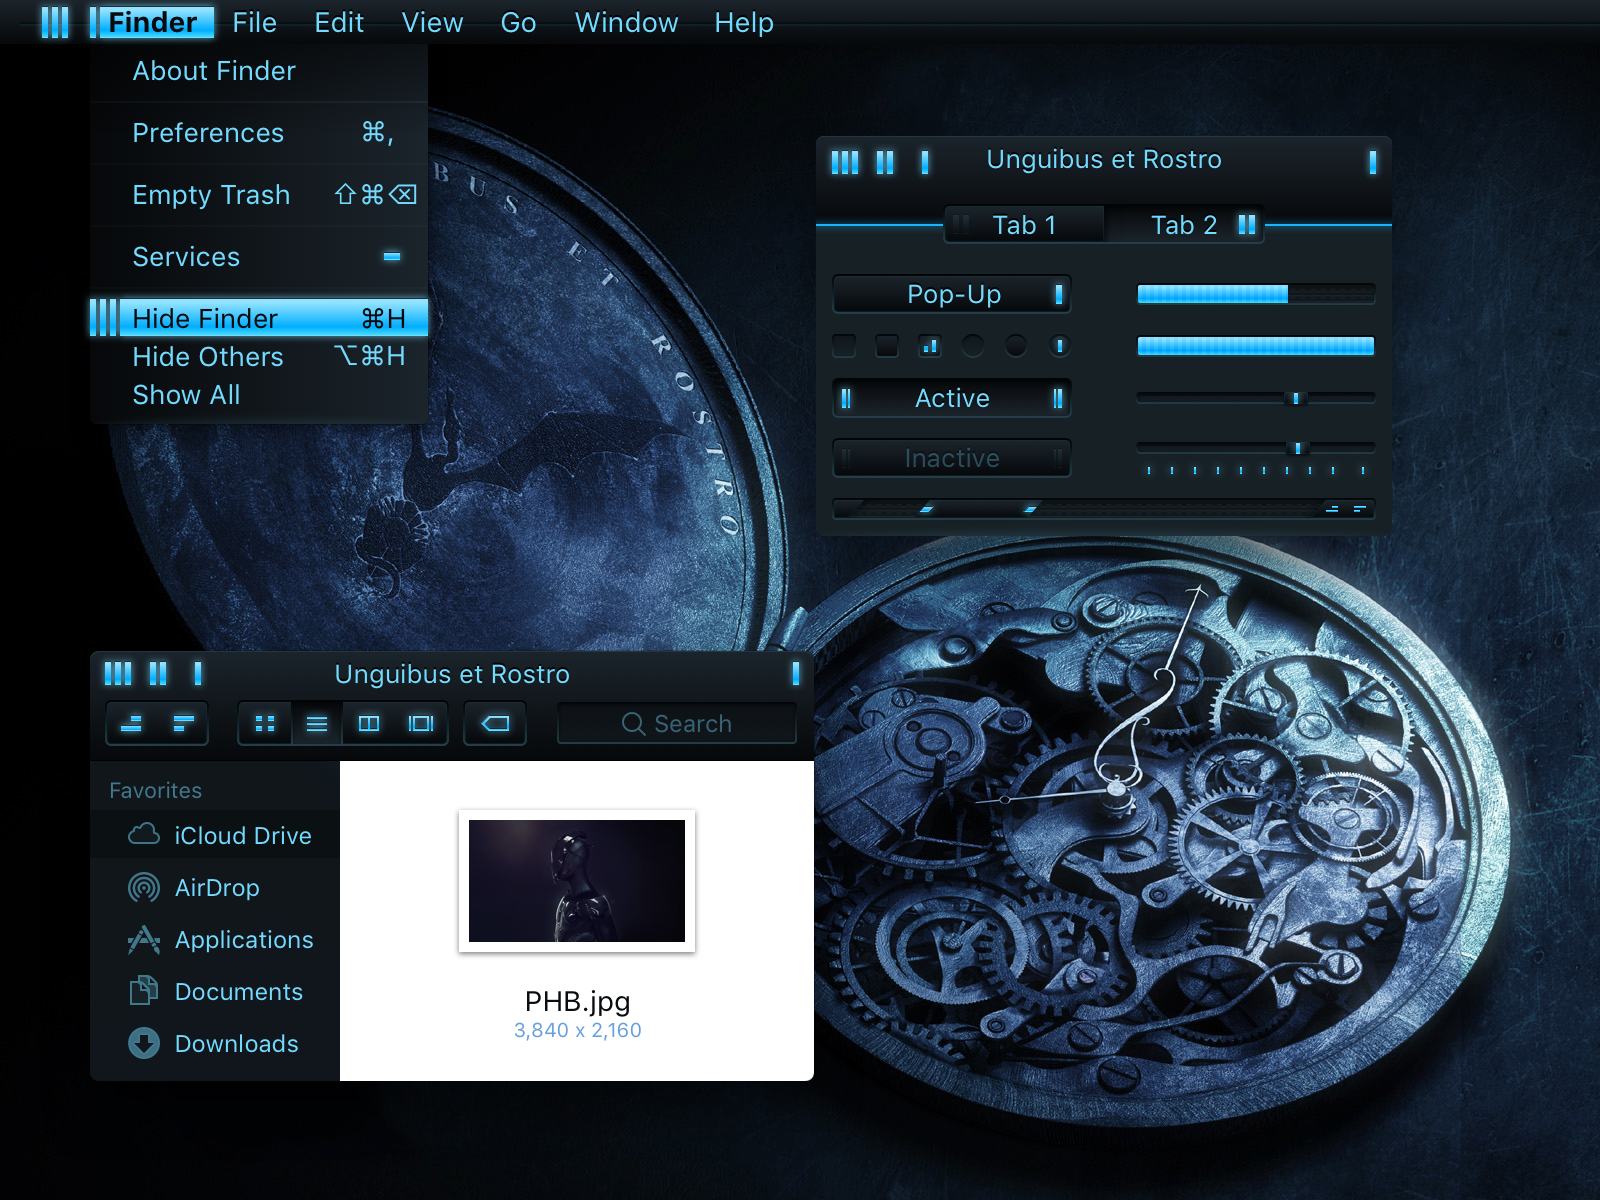 Finder File Edit View Go Window Help
About Finder
Preferences ⌘,
Empty Trash ⇧⌘⌫
Services
Hide Finder ⌘H
Hide Others ⌥⌘H
Show All
BUS ET ROSTRO
Unguibus et Rostro
Tab 1 Tab 2
Pop-Up
Active
Inactive
Unguibus et Rostro
Search
Favorites
iCloud Drive
AirDrop
Applications
Documents
Downloads
PHB.jpg
3,840 x 2,160